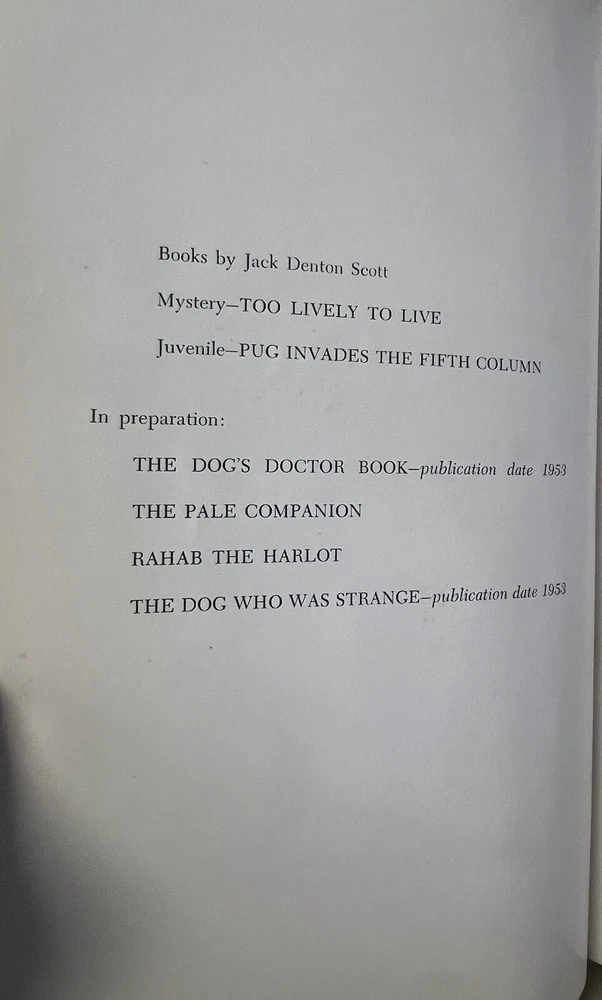 Books by Jack Denton Scott
Mystery—TOO LIVELY TO LIVE
Juvenile—PUG INVADES THE FIFTH COLUMN
In preparation:
THE DOG'S DOCTOR BOOK—publication date 1953
THE PALE COMPANION
RAHAB THE HARLOT
THE DOG WHO WAS STRANGE—publication date 1953